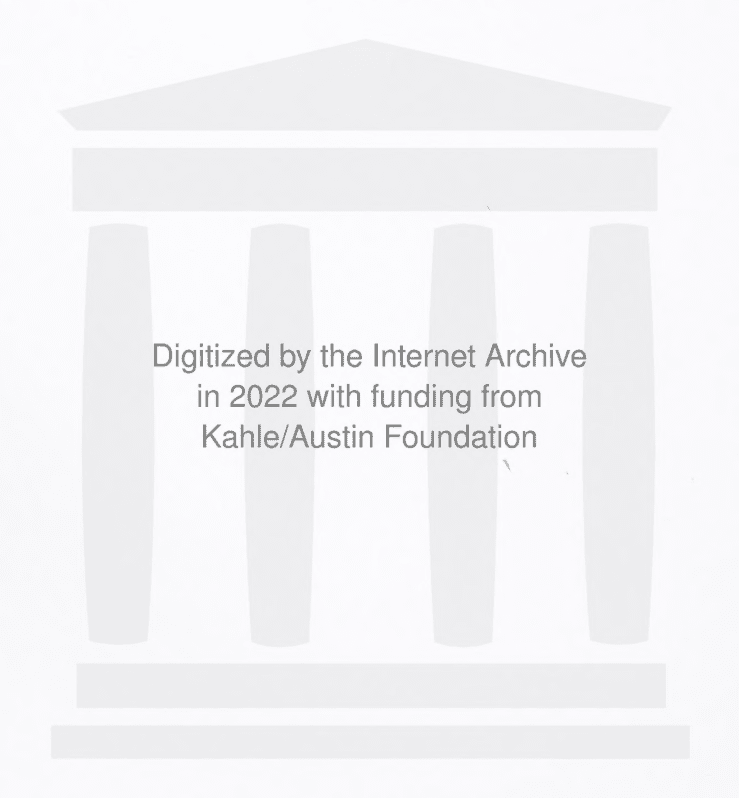 Digitized by the Internet Archive
in 2022 with funding from
Kahle/Austin Foundation